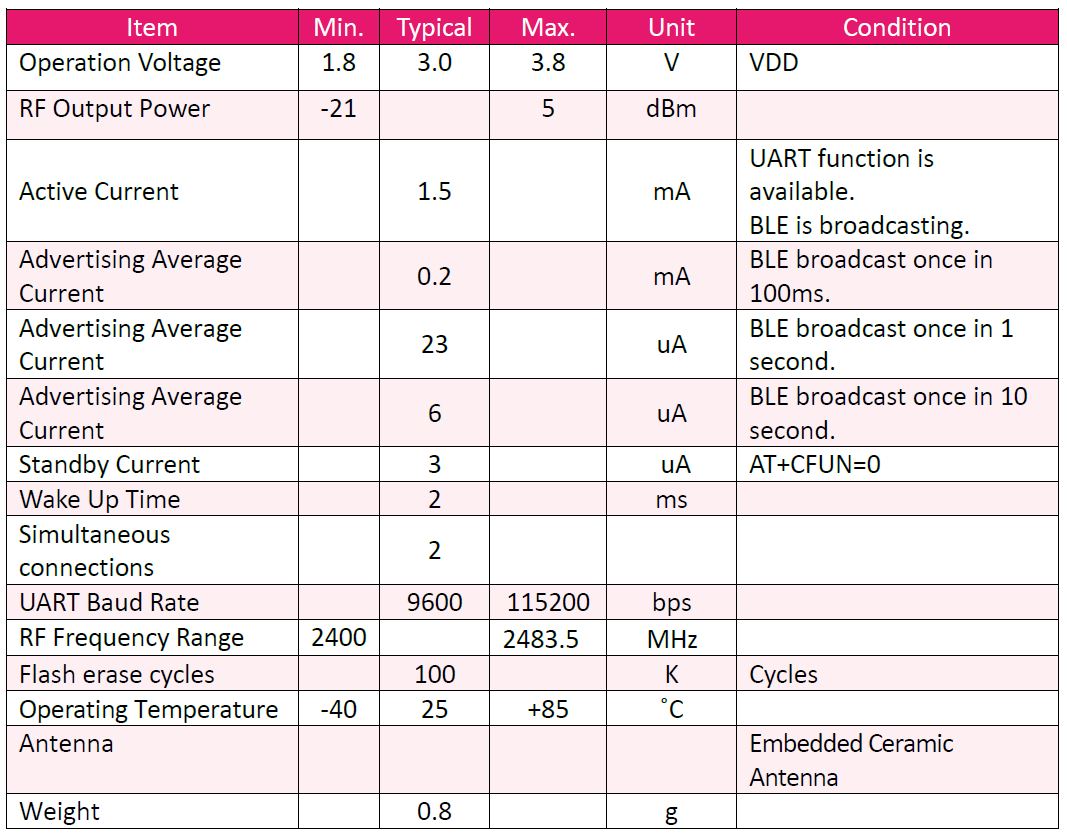 Item Min. Typical Max. Unit Condition
Operation Voltage 1.8 3.0 3.8 V VDD
RF Output Power -21 5 dBm
Active Current 1.5 mA UART function is
available.
BLE is broadcasting.
Advertising Average
Current 0.2 mA BLE broadcast once in
100ms.
Advertising Average
Current 23 uA BLE broadcast once in 1
second.
Advertising Average
Current 6 uA BLE broadcast once in 10
second.
Standby Current 3 uA AT+CFUN=0
Wake Up Time 2 ms
Simultaneous
connections 2
UART Baud Rate 9600 115200 bps
RF Frequency Range 2400 2483.5 MHz
Flash erase cycles 100 K Cycles
Operating Temperature -40 25 +85 ˚C
Antenna Embedded Ceramic
Antenna
Weight 0.8 g